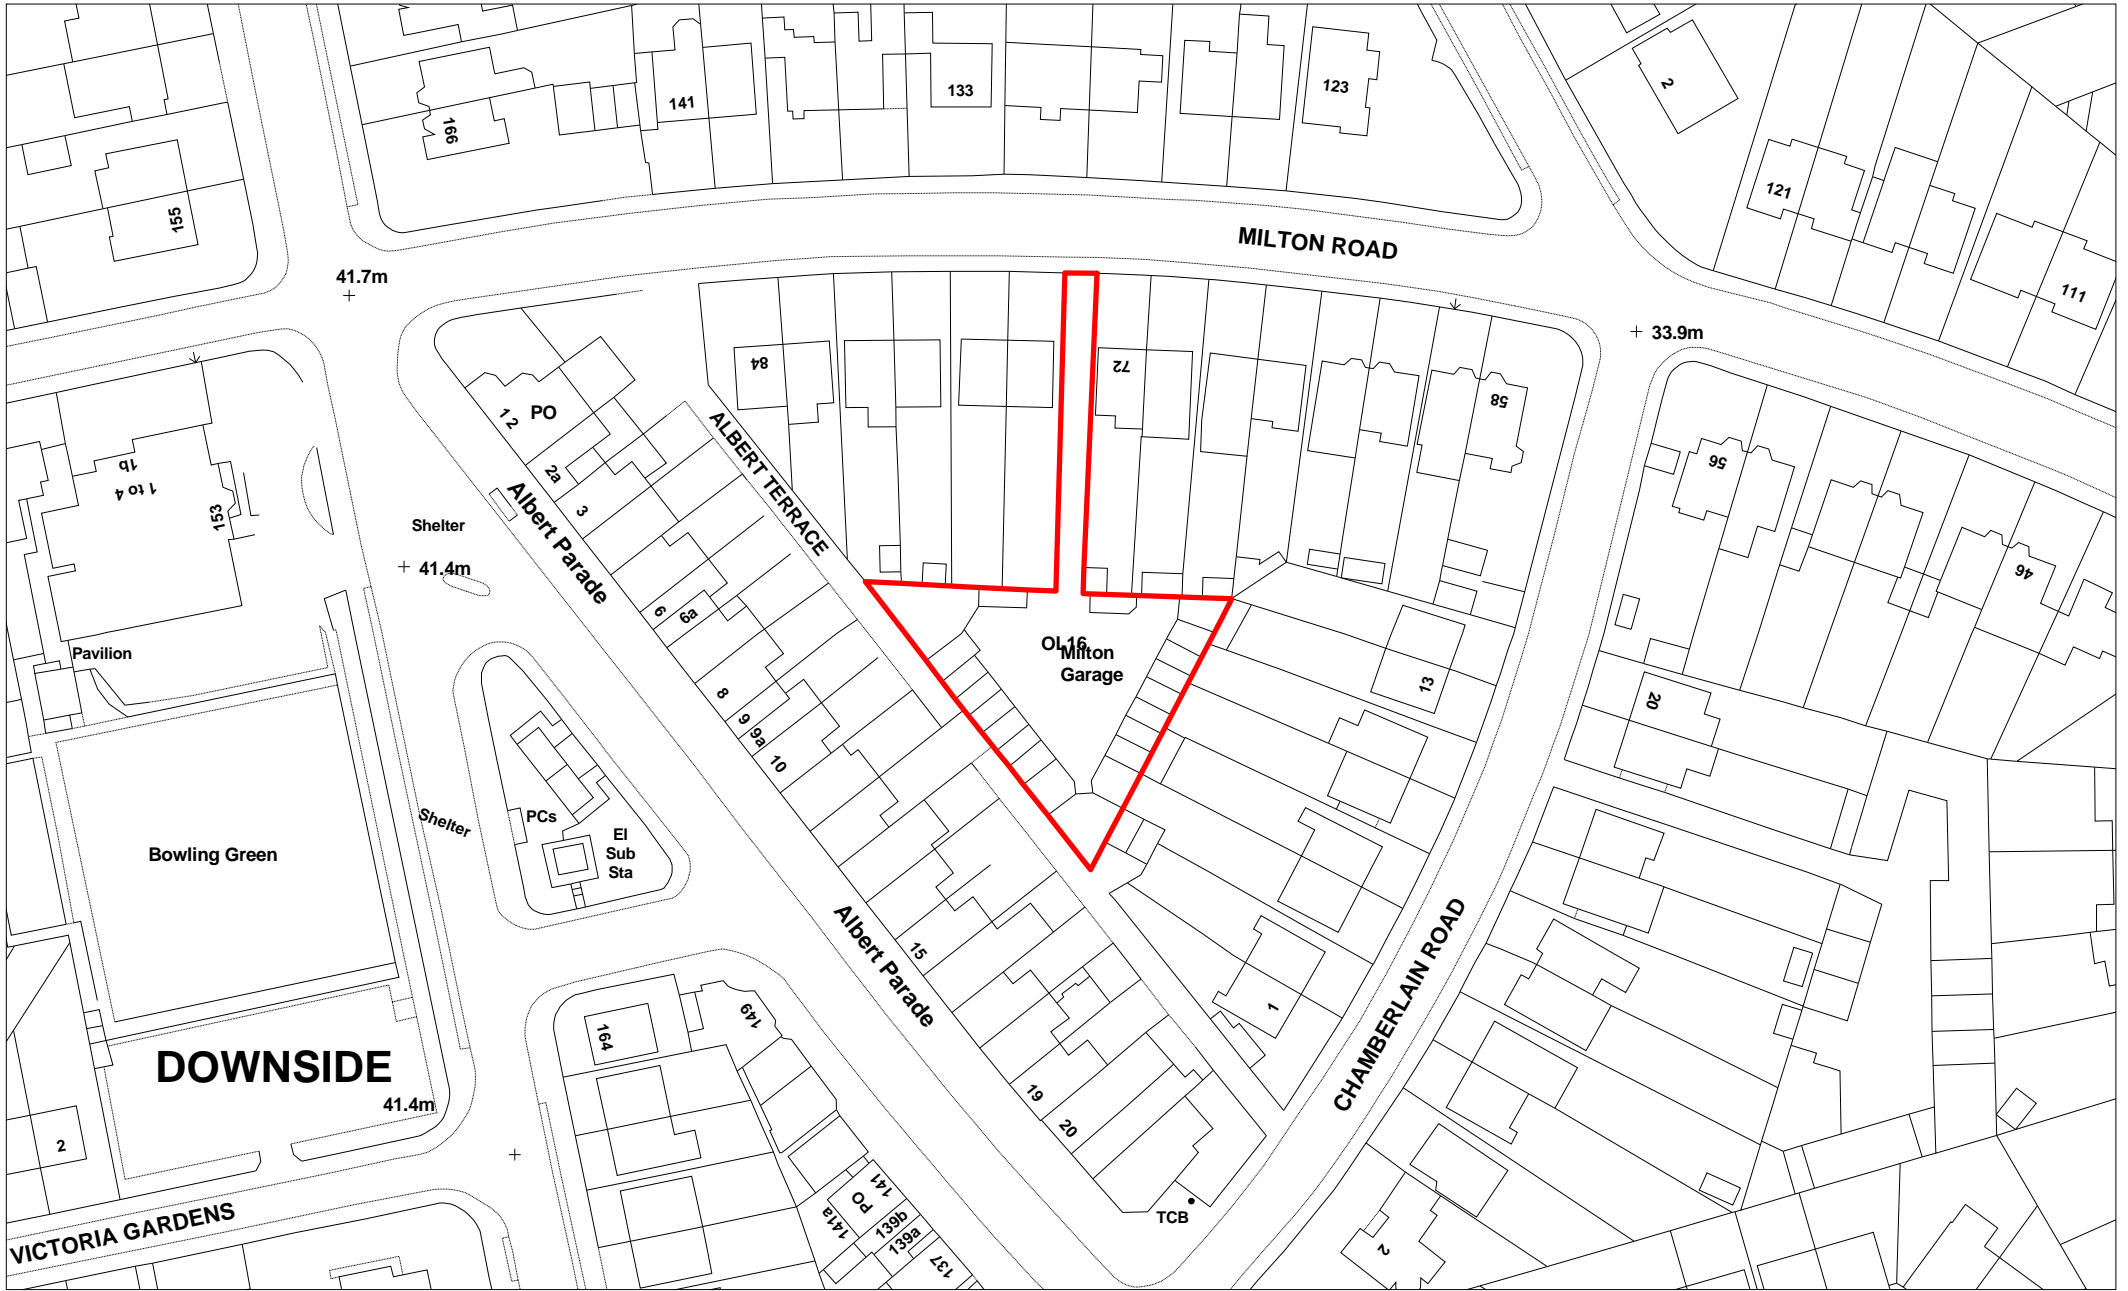 141
133
123
2
166
155
121
111
MILTON ROAD
41.7m
33.9m
84
72
58
56
46
PO
1 2
2a
3
ALBERT TERRACE
Albert Parade
1b
1 to 4
153
Shelter
41.4m
6
6a
Pavilion
OL16
Milton
Garage
13
20
8
9
9a
10
PCs
Shelter
El
Sub
Sta
Bowling Green
15
Albert Parade
CHAMBERLAIN ROAD
1
149
164
DOWNSIDE
41.4m
19
20
2
141
PO
141a
139b
139a
137
TCB
2
VICTORIA GARDENS